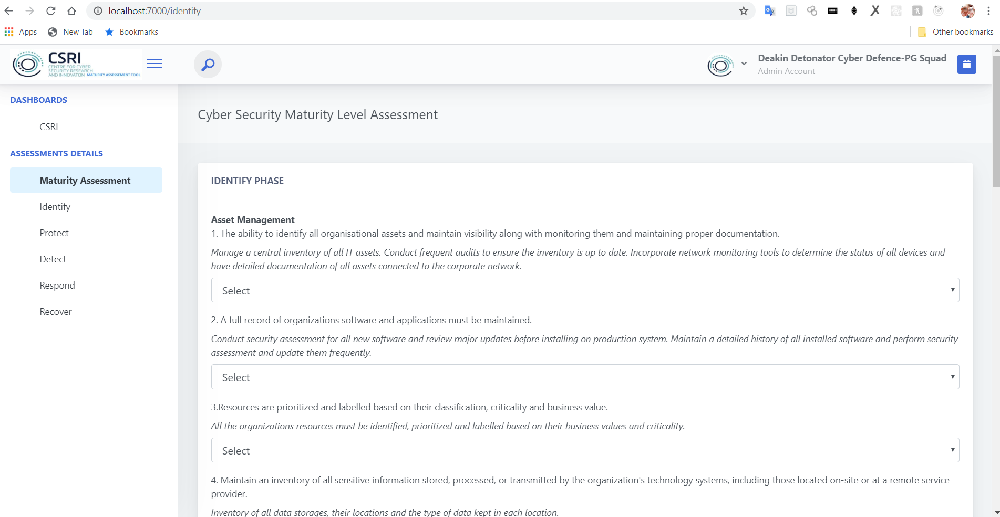 localhost:7000/identify
Apps
New Tab
Bookmarks
Other bookmarks
CSRI
CENTRE FOR CYBER
SECURITY RESEARCH
AND INNOVATON MATURITY ASSESSEMENT TOOL
Deakin Detonator Cyber Defence-PG Squad
Admin Account
DASHBOARDS
CSRI
ASSESSMENTS DETAILS
Maturity Assessment
Identify
Protect
Detect
Respond
Recover
Cyber Security Maturity Level Assessment
IDENTIFY PHASE
Asset Management
1. The ability to identify all organisational assets and maintain visibility along with monitoring them and maintaining proper documentation.
Manage a central inventory of all IT assets. Conduct frequent audits to ensure the inventory is up to date. Incorporate network monitoring tools to determine the status of all devices and
have detailed documentation of all assets connected to the corporate network.
Select
2. A full record of organizations software and applications must be maintained.
Conduct security assessment for all new software and review major updates before installing on production system. Maintain a detailed history of all installed software and perform security
assessment and update them frequently.
Select
3.Resources are prioritized and labelled based on their classification, criticality and business value.
All the organizations resources must be identified, prioritized and labelled based on their business values and criticality.
Select
4. Maintain an inventory of all sensitive information stored, processed, or transmitted by the organization's technology systems, including those located on-site or at a remote service
provider.
Inventory of all data storages, their locations and the type of data kept in each location.